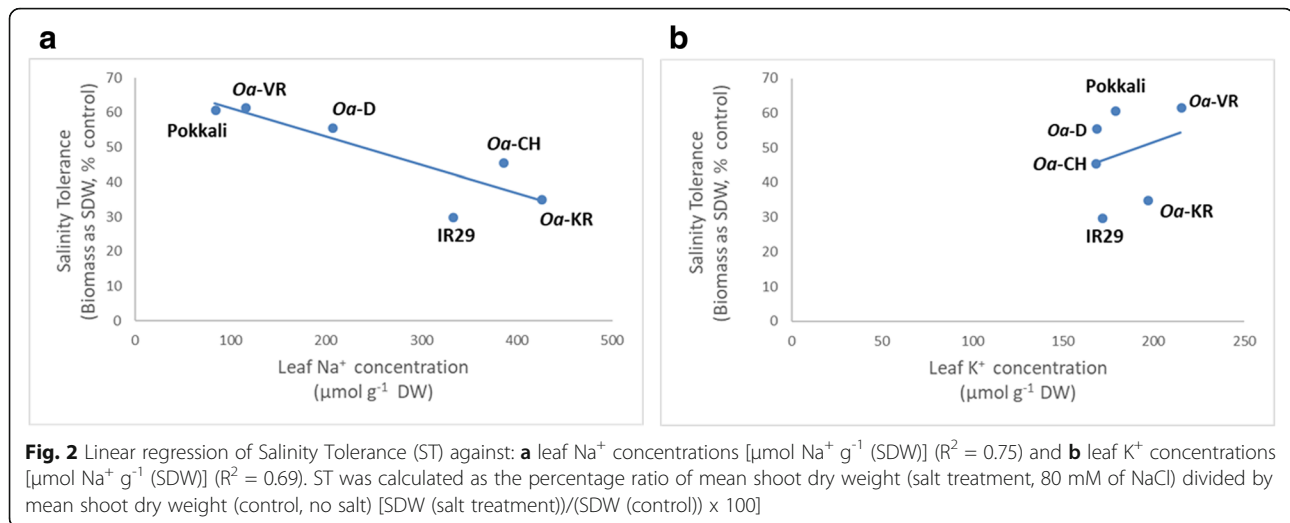 a
Salinity Tolerance
(Biomass as SDW, % control)
70
60
50
40
30
20
10
0
Pokkali
Oa-VR
Oa-D
Oa-CH
IR29
Oa-KR
0 100 200 300 400 500
Leaf Na⁺ concentration
(µmol g⁻¹ DW)
b
Salinity Tolerance
(Biomass as SDW, % control)
70
60
50
40
30
20
10
0
Pokkali
Oa-VR
Oa-D
Oa-CH
Oa-KR
IR29
0 50 100 150 200 250
Leaf K⁺ concentration
(µmol g⁻¹ DW)
Fig. 2 Linear regression of Salinity Tolerance (ST) against: a leaf Na⁺ concentrations [µmol Na⁺ g⁻¹ (SDW)] (R² = 0.75) and b leaf K⁺ concentrations
[µmol Na⁺ g⁻¹ (SDW)] (R² = 0.69). ST was calculated as the percentage ratio of mean shoot dry weight (salt treatment, 80 mM of NaCl) divided by
mean shoot dry weight (control, no salt) [SDW (salt treatment))/(SDW (control)) x 100]